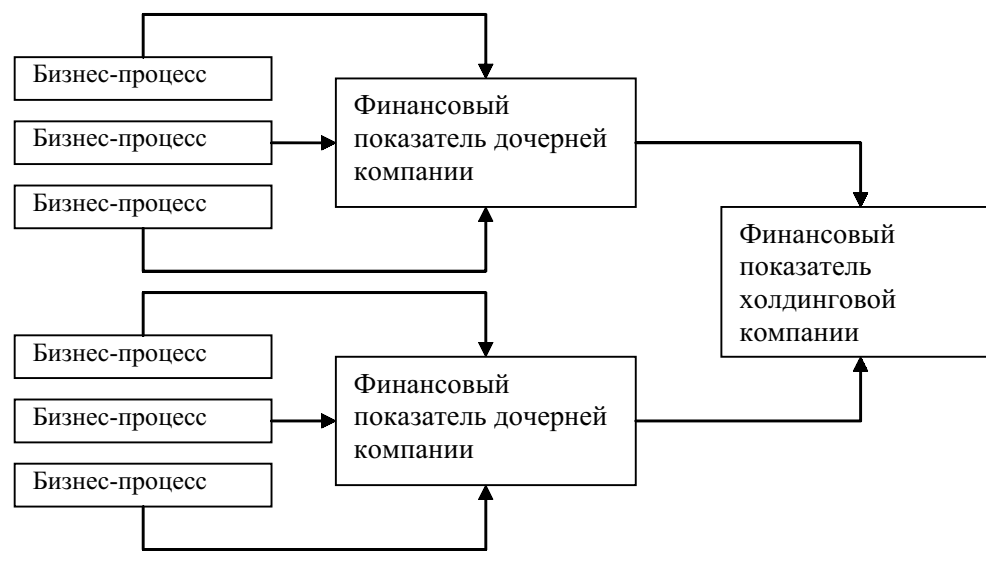 Бизнес-процесс
Бизнес-процесс
Бизнес-процесс
Финансовый
показатель дочерней
компании
Бизнес-процесс
Бизнес-процесс
Бизнес-процесс
Финансовый
показатель дочерней
компании
Финансовый
показатель
холдинговой
компании